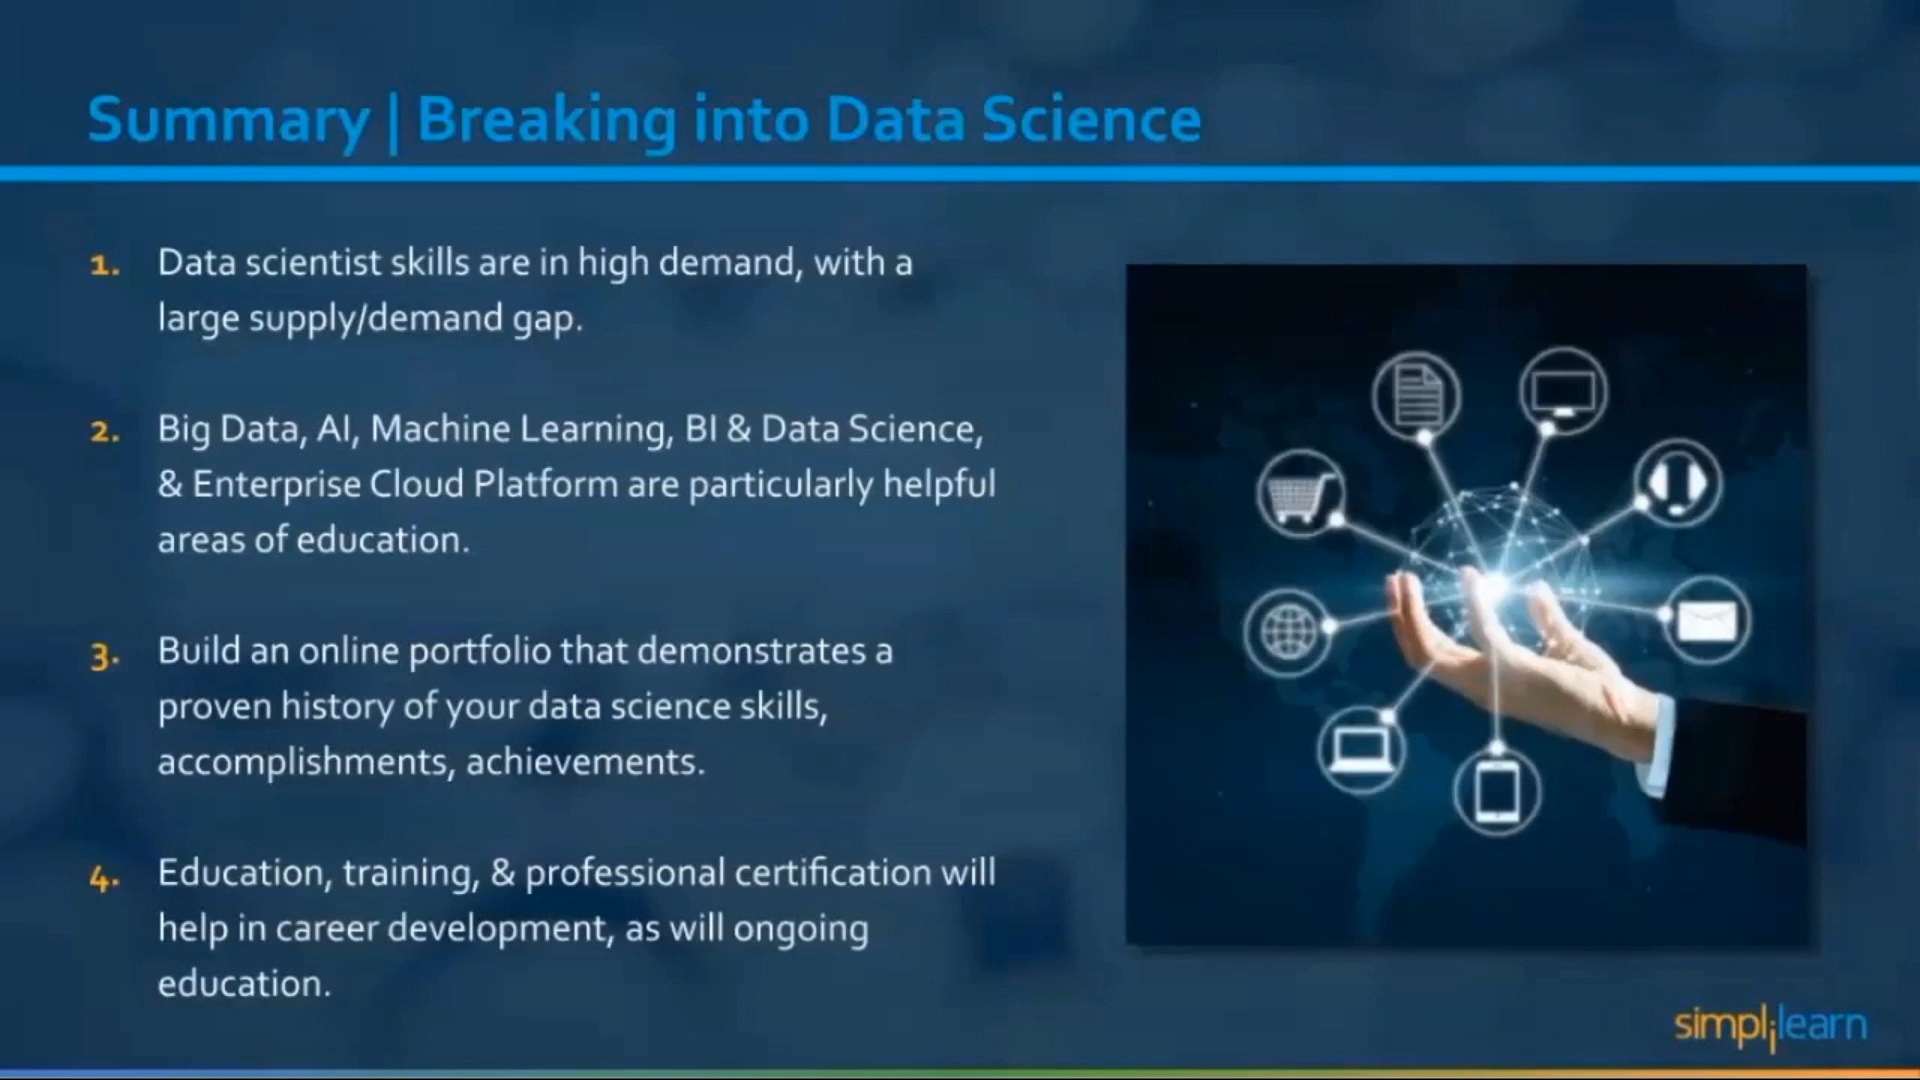 Summary | Breaking into Data Science
1. Data scientist skills are in high demand, with a
large supply/demand gap.
2. Big Data, AI, Machine Learning, BI & Data Science,
& Enterprise Cloud Platform are particularly helpful
areas of education.
3. Build an online portfolio that demonstrates a
proven history of your data science skills,
accomplishments, achievements.
4. Education, training, & professional certification will
help in career development, as will ongoing
education.
simplilearn